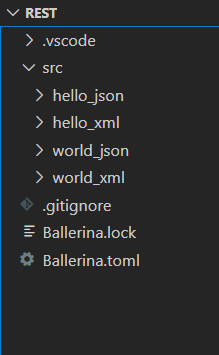 REST
.vscode
src
hello_json
hello_xml
world_json
world_xml
.gitignore
Ballerina.lock
Ballerina.toml